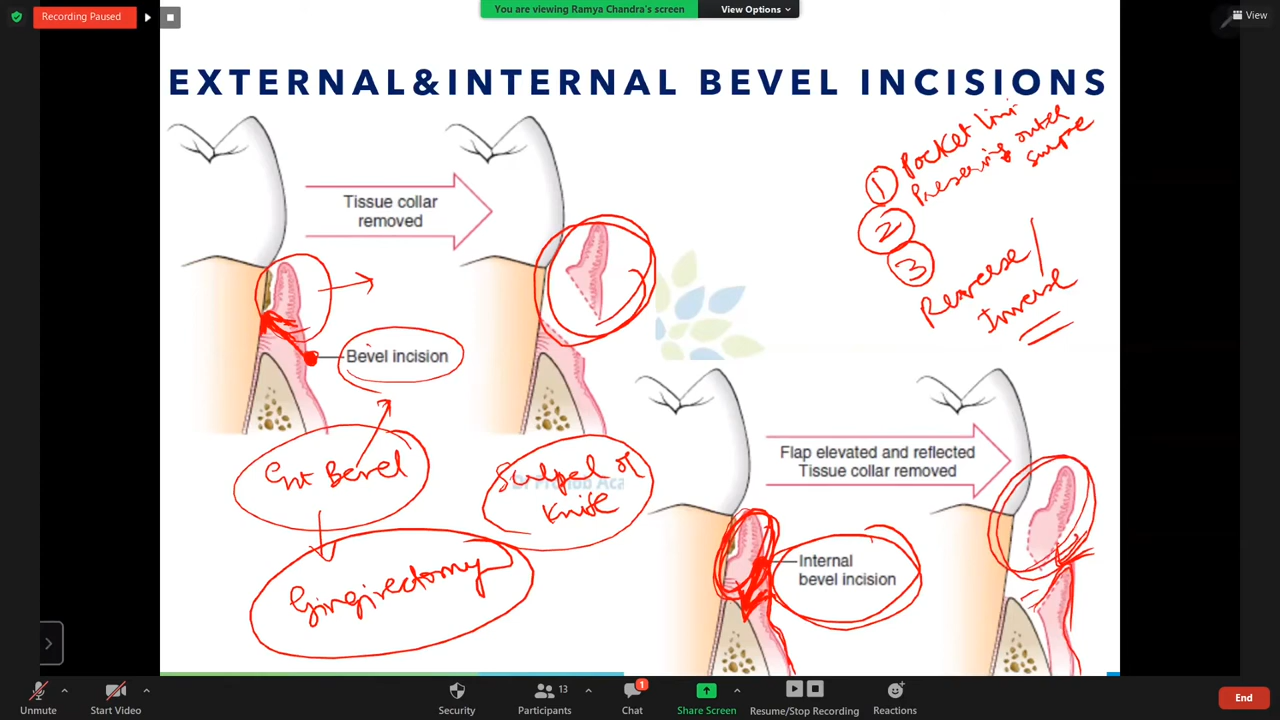 Recording Paused
You are viewing Ramya Chandra's screen
View Options
View
EXTERNAL&INTERNAL BEVEL INCISIONS
Tissue collar
removed
Bevel incision
① Pocket
Preserving outer
②
③
Reverse/
Inverse
Ext Bevel
Scalpel or
Knife
Gingivectomy
Flap elevated and reflected
Tissue collar removed
Internal
bevel incision
Unmute
Start Video
Security
13
Participants
1
Chat
Share Screen
Resume/Stop Recording
Reactions
End